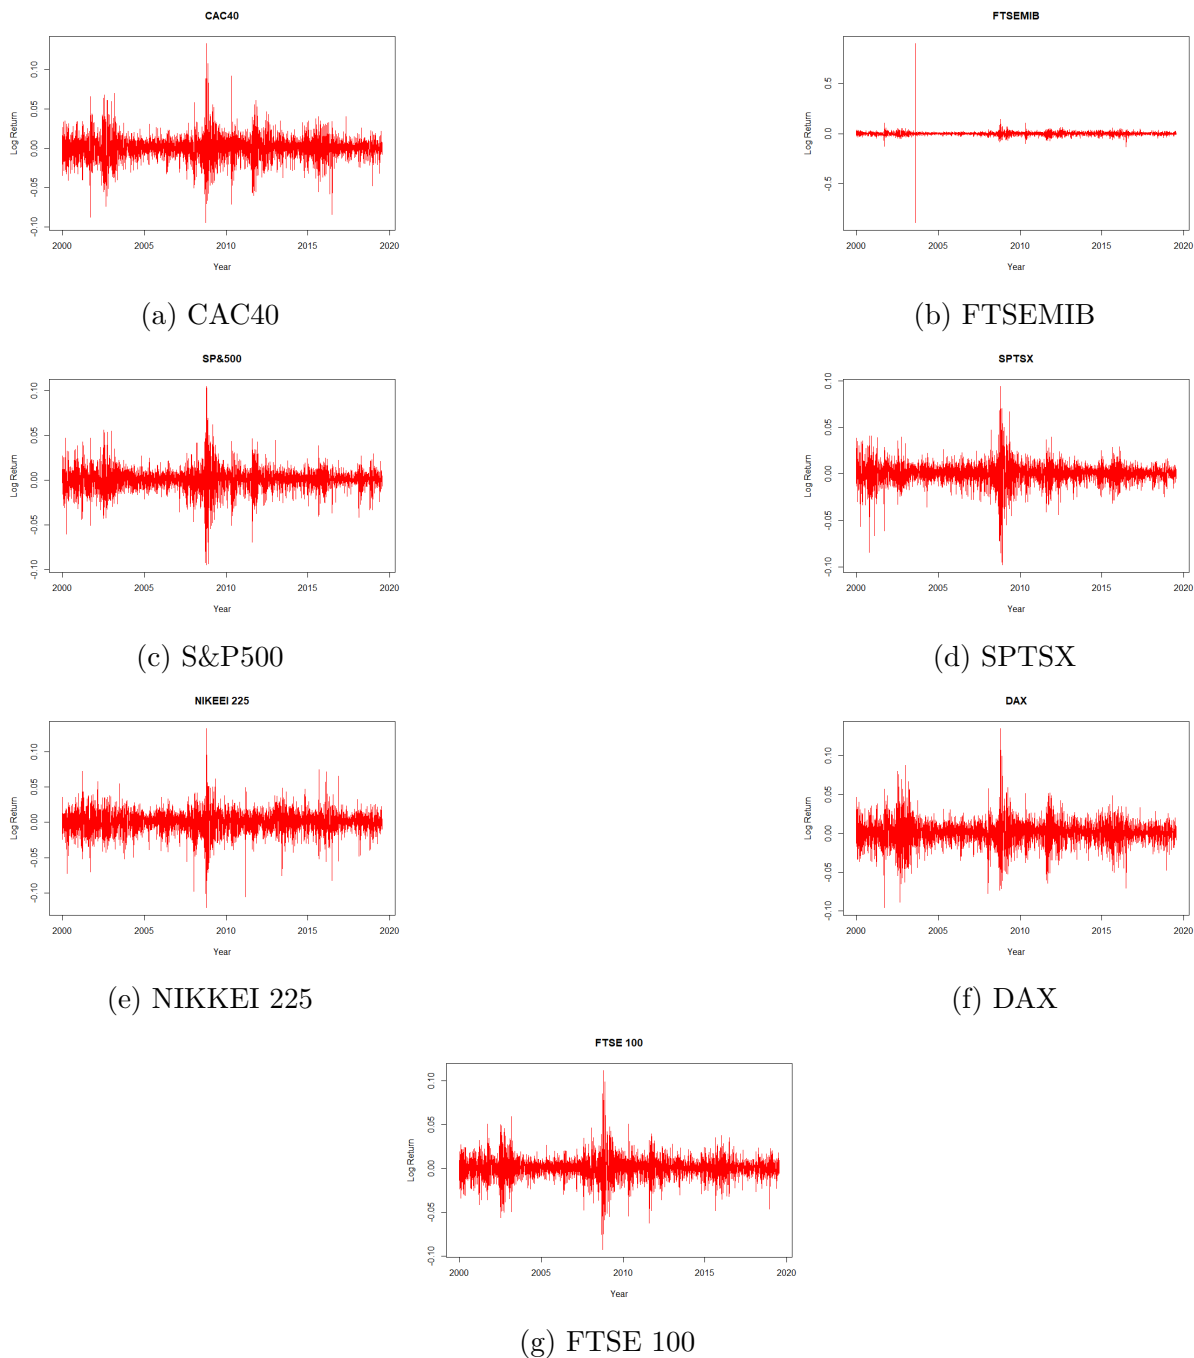 CAC40
Log Return
0.10
0.05
0.00
-0.05
-0.10
2000 2005 2010 2015 2020
Year
(a) CAC40
FTSEMIB
Log Return
0.5
0.0
-0.5
2000 2005 2010 2015 2020
Year
(b) FTSEMIB
SP&500
Log Return
0.10
0.05
0.00
-0.05
-0.10
2000 2005 2010 2015 2020
Year
(c) S&P500
SPTSX
Log Return
0.10
0.05
0.00
-0.05
-0.10
2000 2005 2010 2015 2020
Year
(d) SPTSX
NIKEEI 225
Log Return
0.10
0.05
0.00
-0.05
-0.10
2000 2005 2010 2015 2020
Year
(e) NIKKEI 225
DAX
Log Return
0.10
0.05
0.00
-0.05
-0.10
2000 2005 2010 2015 2020
Year
(f) DAX
FTSE 100
Log Return
0.10
0.05
0.00
-0.05
-0.10
2000 2005 2010 2015 2020
Year
(g) FTSE 100